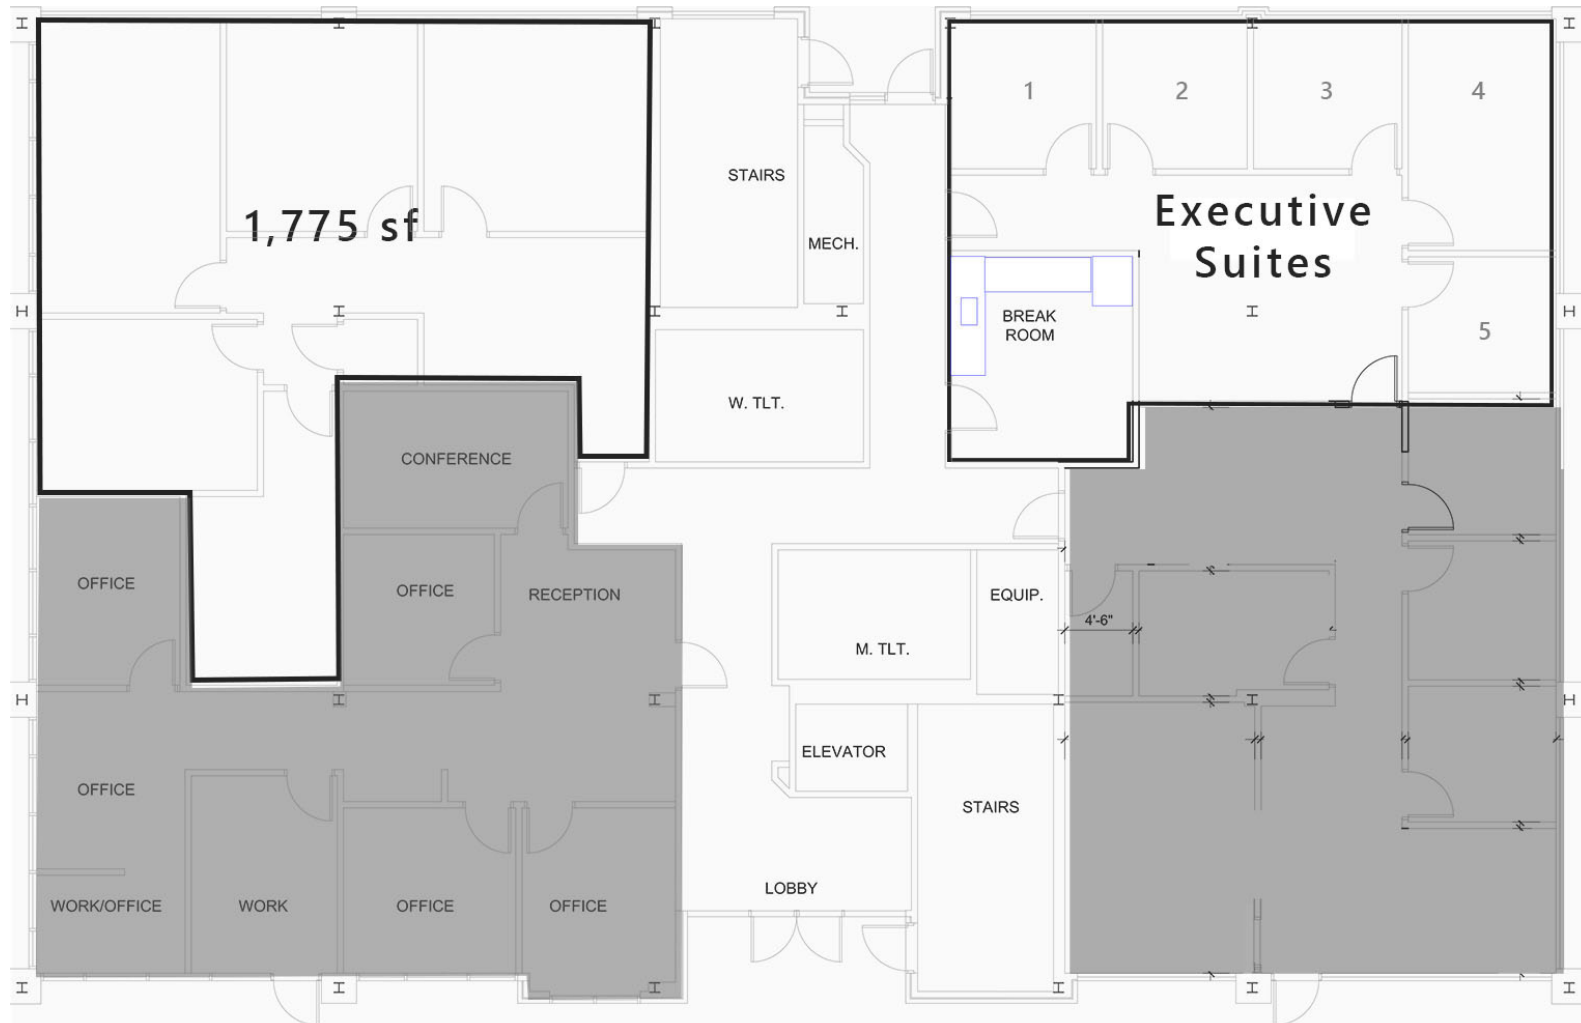 1
2
3
4
STAIRS
1,775 sf
Executive
Suites
MECH.
BREAK
ROOM
5
W. TLT.
CONFERENCE
OFFICE
OFFICE
RECEPTION
EQUIP.
4'-6"
M. TLT.
ELEVATOR
OFFICE
STAIRS
LOBBY
WORK/OFFICE
WORK
OFFICE
OFFICE